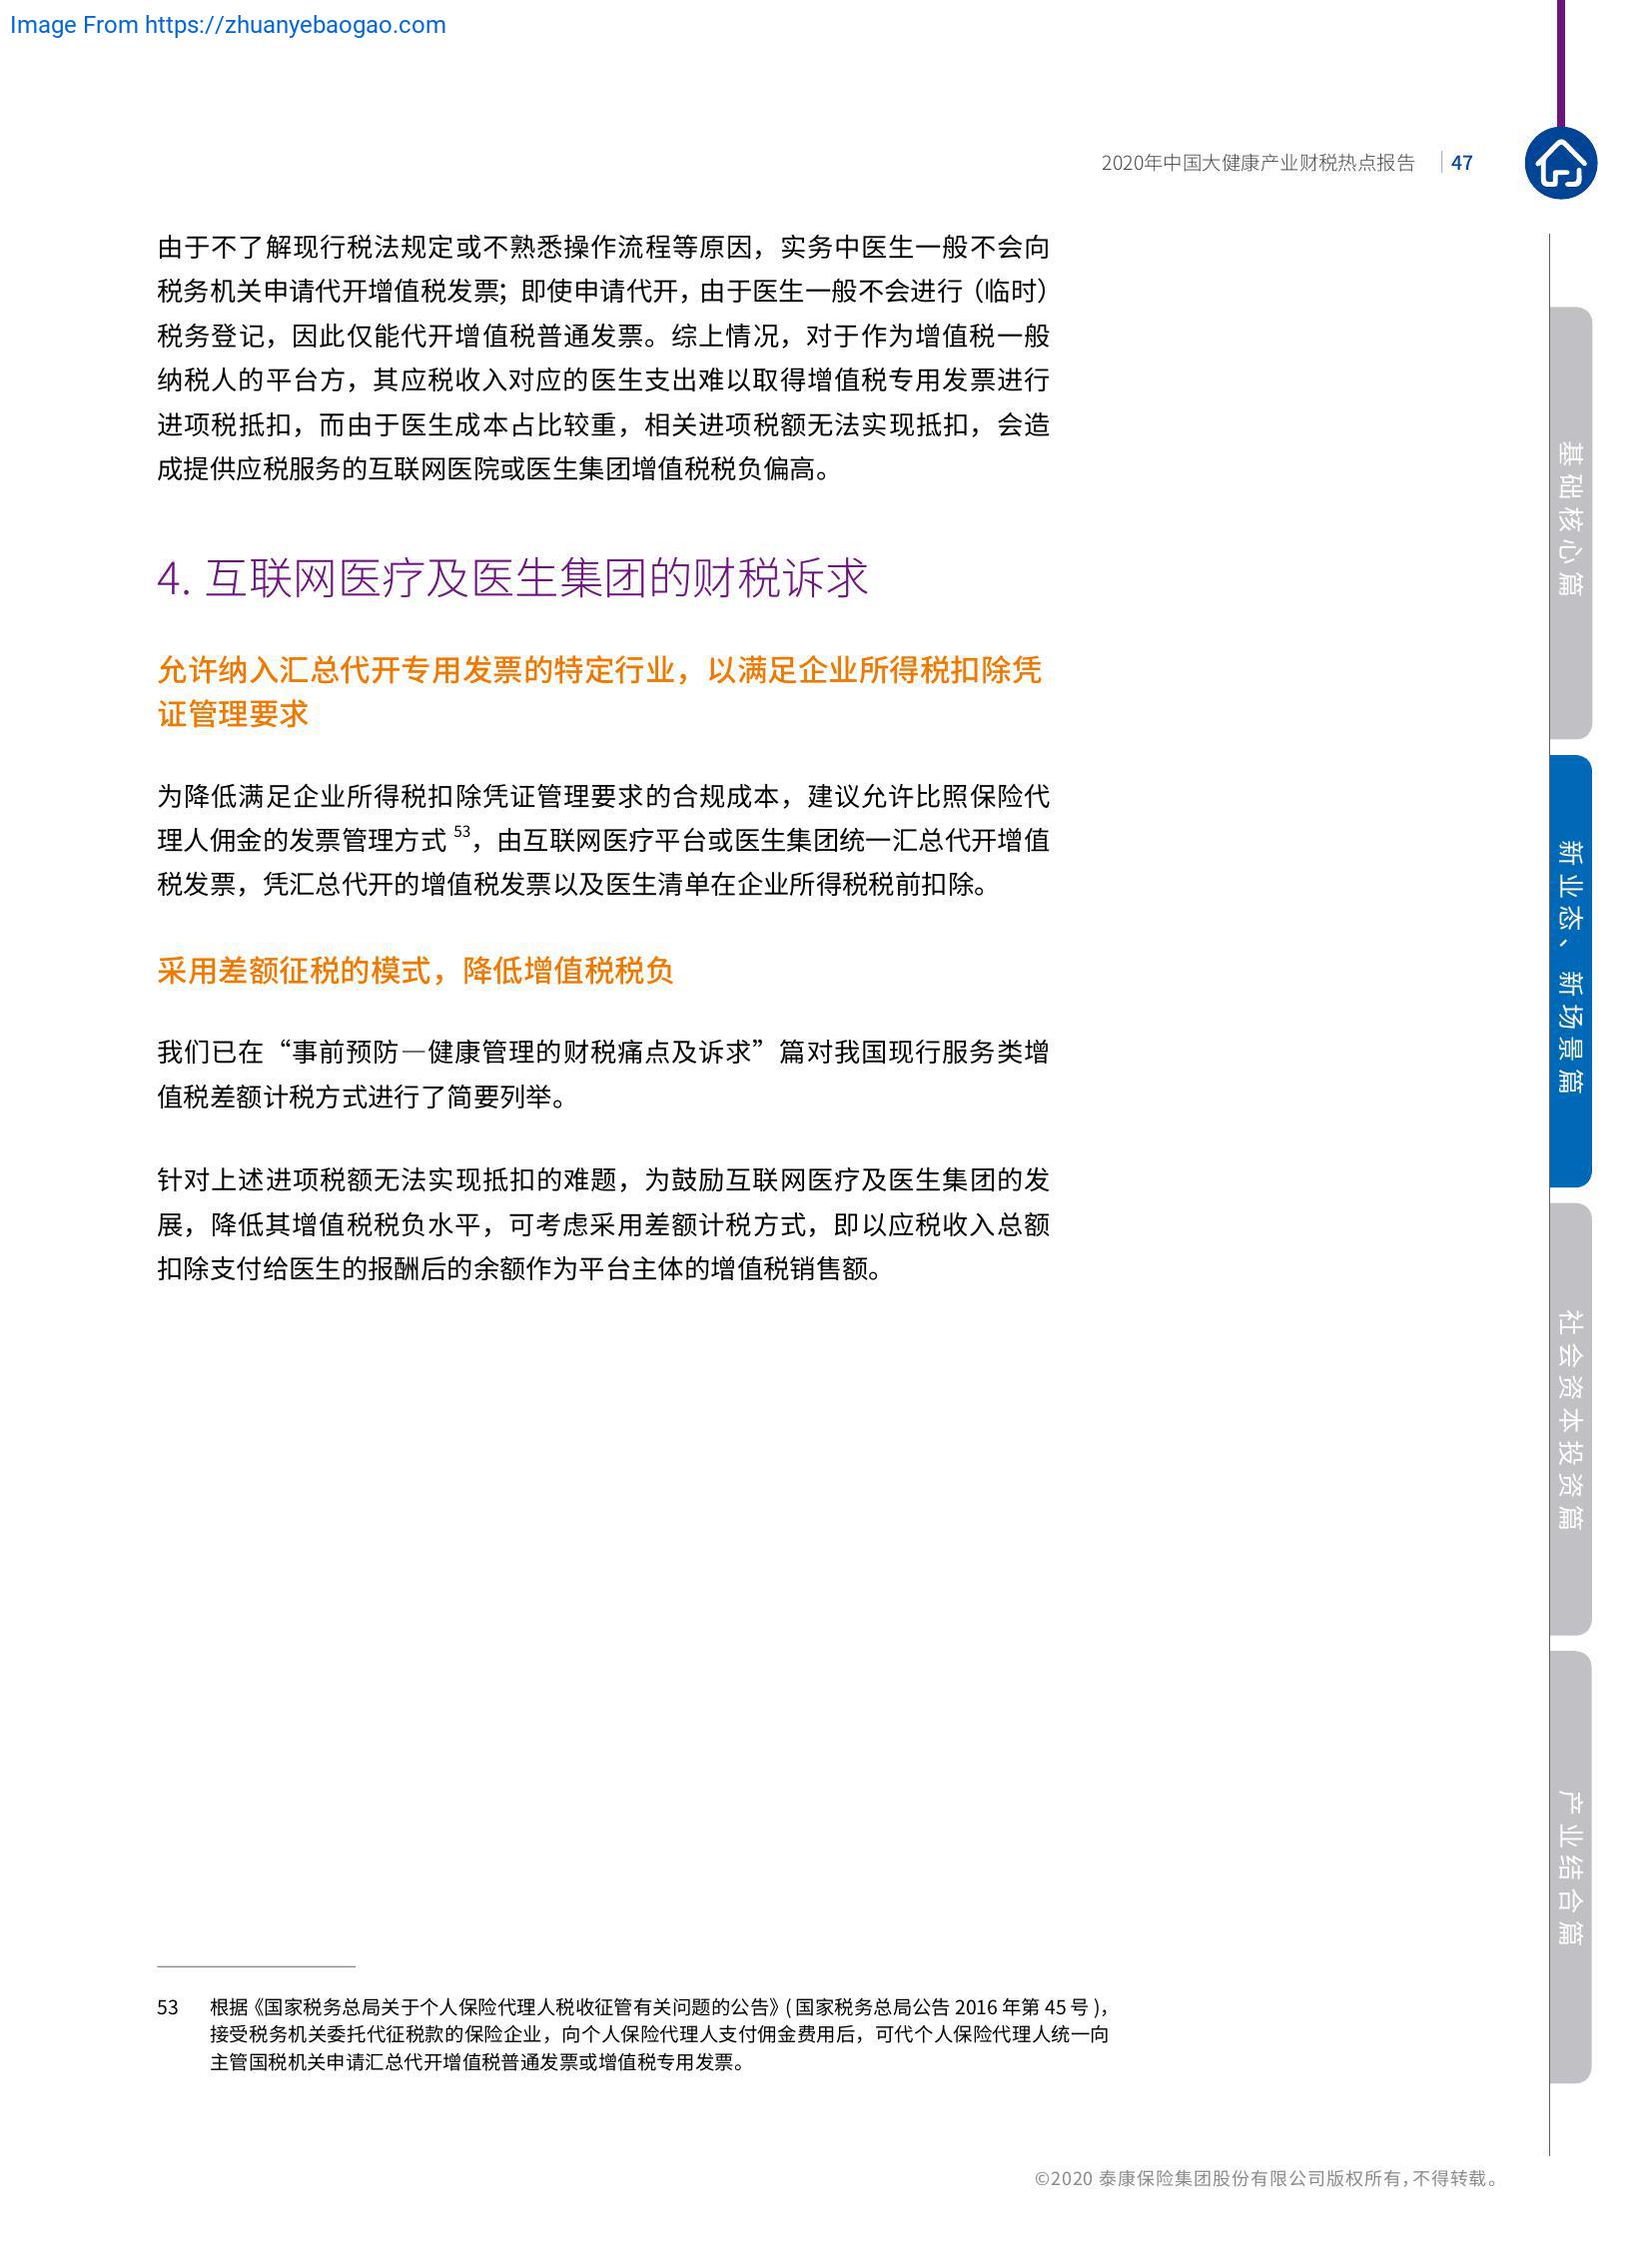 Image From https://zhuanyebaogao.com
2020年中国大健康产业财税热点报告 47
由于不了解现行税法规定或不熟悉操作流程等原因，实务中医生一般不会向
税务机关申请代开增值税发票；即使申请代开，由于医生一般不会进行（临时）
税务登记，因此仅能代开增值税普通发票。综上情况，对于作为增值税一般
纳税人的平台方，其应税收入对应的医生支出难以取得增值税专用发票进行
进项税抵扣，而由于医生成本占比较重，相关进项税额无法实现抵扣，会造
成提供应税服务的互联网医院或医生集团增值税税负偏高。
4. 互联网医疗及医生集团的财税诉求
允许纳入汇总代开专用发票的特定行业，以满足企业所得税扣除凭
证管理要求
为降低满足企业所得税扣除凭证管理要求的合规成本，建议允许比照保险代
理人佣金的发票管理方式 53，由互联网医疗平台或医生集团统一汇总代开增值
税发票，凭汇总代开的增值税发票以及医生清单在企业所得税税前扣除。
采用差额征税的模式，降低增值税税负
我们已在“事前预防—健康管理的财税痛点及诉求”篇对我国现行服务类增
值税差额计税方式进行了简要列举。
针对上述进项税额无法实现抵扣的难题，为鼓励互联网医疗及医生集团的发
展，降低其增值税税负水平，可考虑采用差额计税方式，即以应税收入总额
扣除支付给医生的报酬后的余额作为平台主体的增值税销售额。
53 根据《国家税务总局关于个人保险代理人税收征管有关问题的公告》( 国家税务总局公告 2016 年第 45 号 )，
接受税务机关委托代征税款的保险企业，向个人保险代理人支付佣金费用后，可代个人保险代理人统一向
主管国税机关申请汇总代开增值税普通发票或增值税专用发票。
基础核心篇
新业态、新场景篇
社会资本投资篇
产业结合篇
©2020 泰康保险集团股份有限公司版权所有，不得转载。